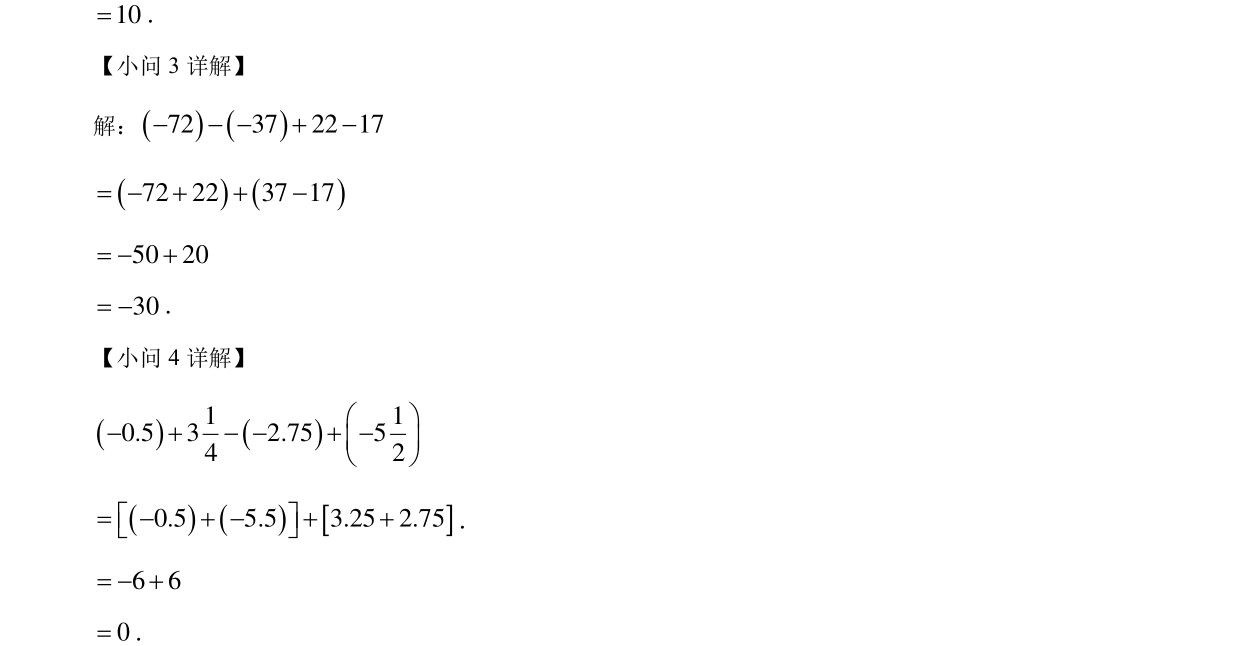 =10．
【小问 3 详解】
解：(−72)−(−37)+22−17
=(−72+22)+(37−17)
=−50+20
=−30．
【小问 4 详解】
(−0.5)+3 1/4−(−2.75)+(−5 1/2)
=[(−0.5)+(−5.5)]+[3.25+2.75]．
=−6+6
=0．